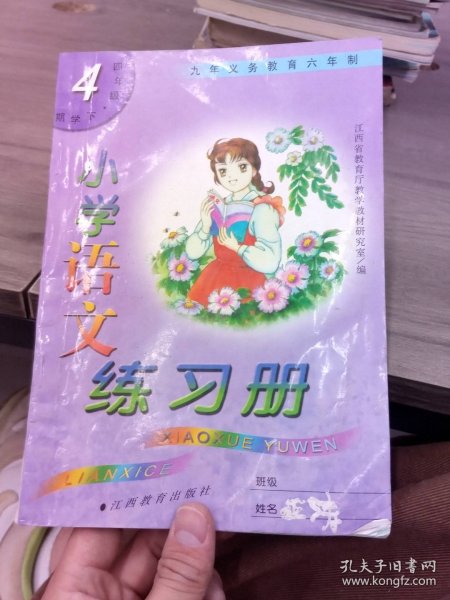 九年义务教育六年制
4
四年级
下学期
小学语文
练习册
江西省教育厅教学教材研究室/编
XIAOXUE YUWEN
LIANXICE
江西教育出版社
班级
姓名
孔夫子旧书网
www.kongfz.com